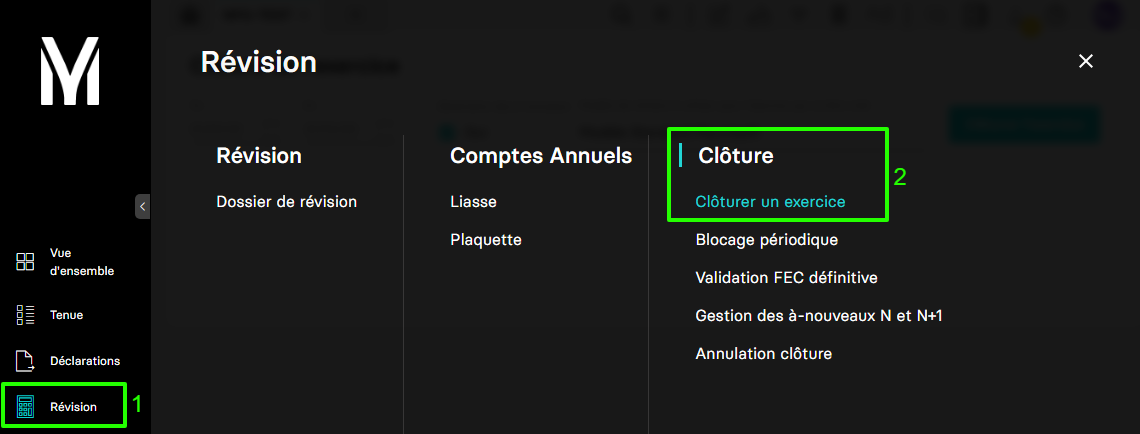 Révision
Révision
Dossier de révision
Comptes Annuels
Liasse
Plaquette
Clôture
Clôturer un exercice
2
Blocage périodique
Validation FEC définitive
Gestion des à-nouveaux N et N+1
Annulation clôture
Vue
d'ensemble
Tenue
Déclarations
Révision
1